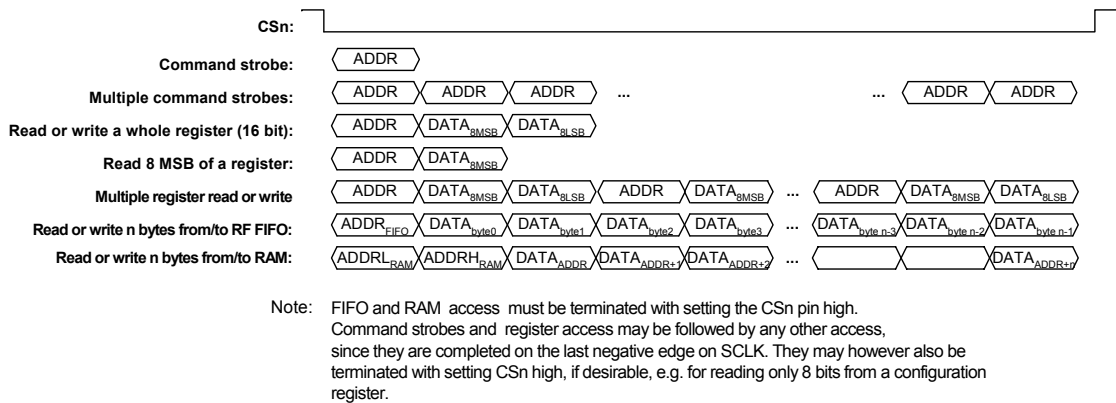 CSn:
Command strobe: ADDR
Multiple command strobes: ADDR ADDR ADDR ... ... ADDR ADDR
Read or write a whole register (16 bit): ADDR DATA8MSB DATA8LSB
Read 8 MSB of a register: ADDR DATA8MSB
Multiple register read or write ADDR DATA8MSB DATA8LSB ADDR DATA8MSB ... ADDR DATA8MSB DATA8LSB
Read or write n bytes from/to RF FIFO: ADDRFIFO DATAbyte0 DATAbyte1 DATAbyte2 DATAbyte3 ... DATAbyte n-3 DATAbyte n-2 DATAbyte n-1
Read or write n bytes from/to RAM: ADDRLRAM ADDRHRAM DATAADDR DATAADDR+1 DATAADDR+2 ... DATAADDR+n
Note: FIFO and RAM access must be terminated with setting the CSn pin high.
Command strobes and register access may be followed by any other access,
since they are completed on the last negative edge on SCLK. They may however also be
terminated with setting CSn high, if desirable, e.g. for reading only 8 bits from a configuration
register.